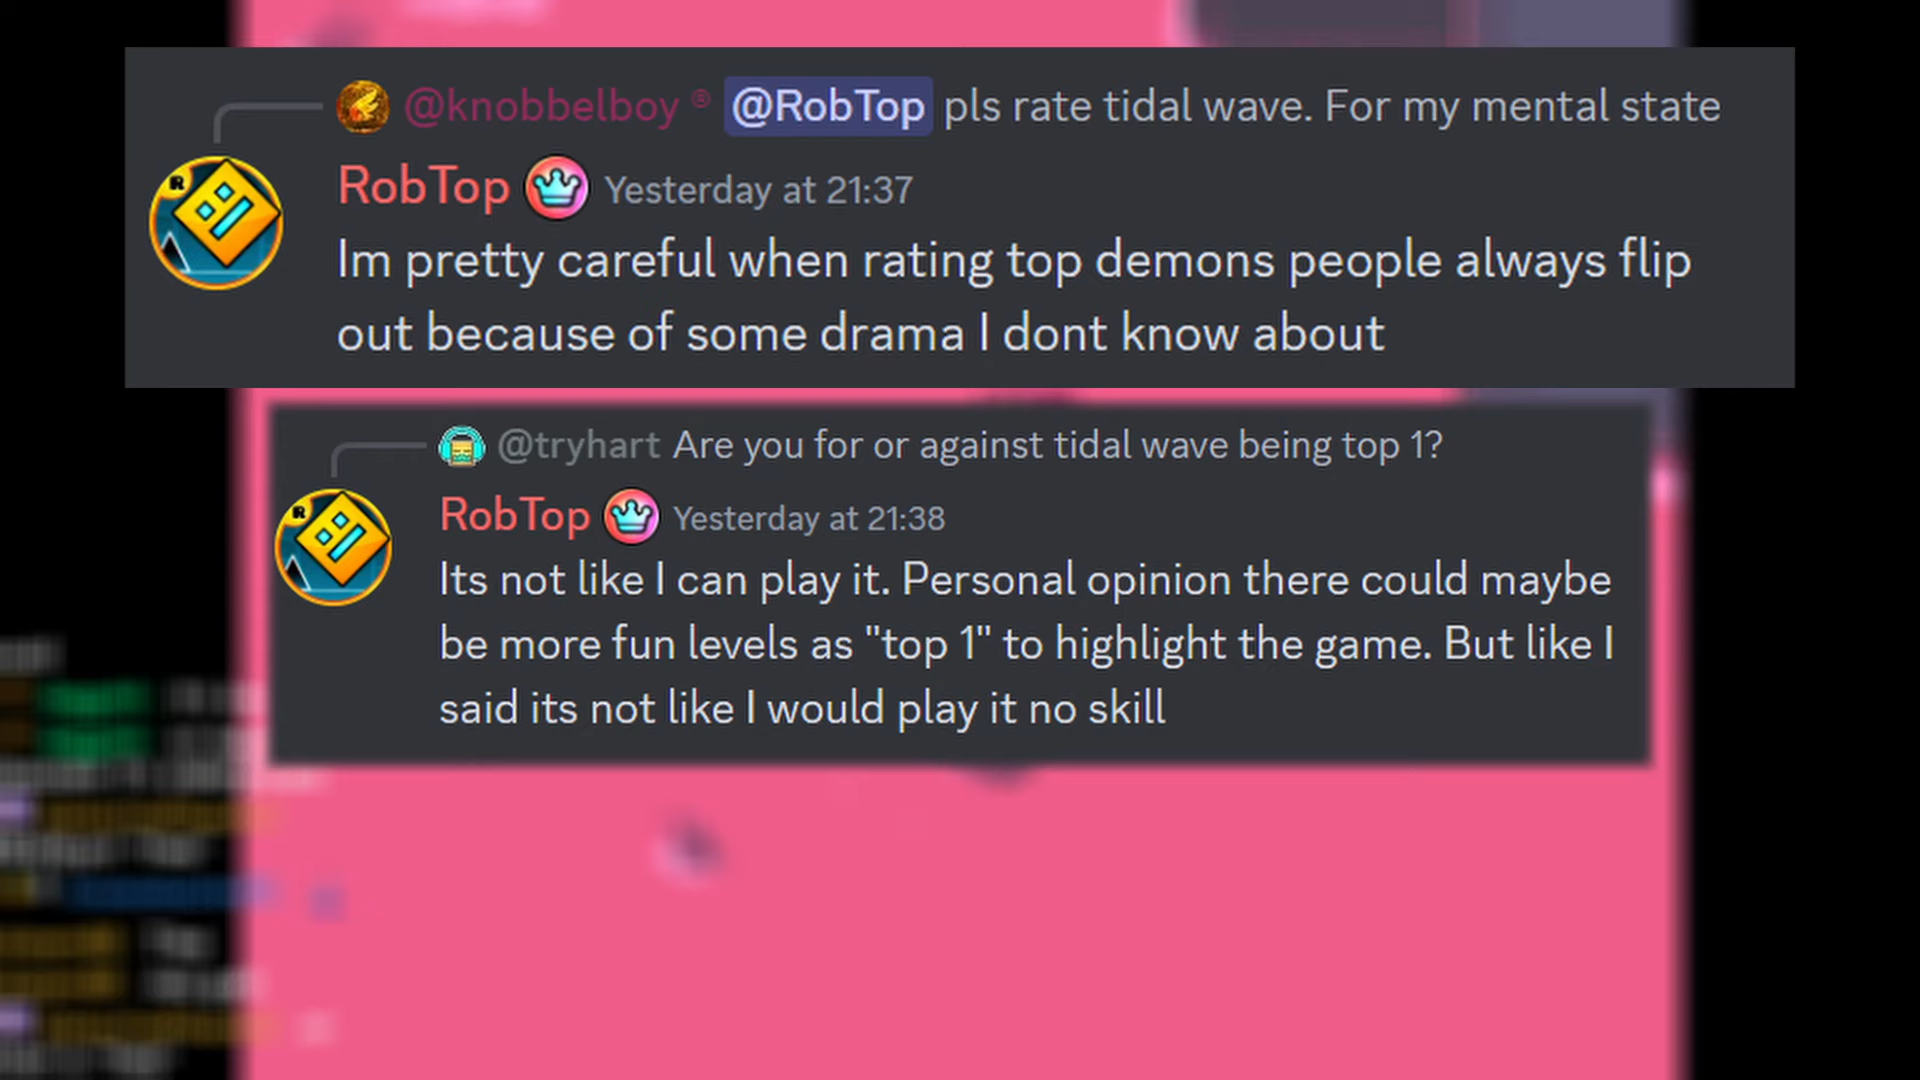 @knobbelboy ® @RobTop pls rate tidal wave. For my mental state
RobTop Yesterday at 21:37
Im pretty careful when rating top demons people always flip
out because of some drama I dont know about
@tryhart Are you for or against tidal wave being top 1?
RobTop Yesterday at 21:38
Its not like I can play it. Personal opinion there could maybe
be more fun levels as "top 1" to highlight the game. But like I
said its not like I would play it no skill